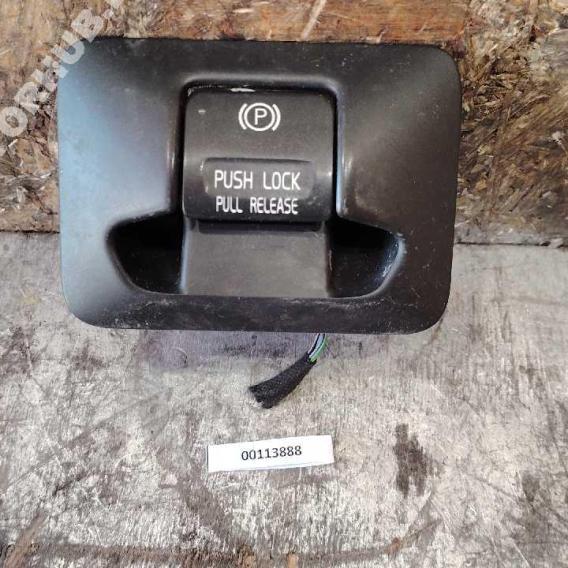 P
PUSH LOCK
PULL RELEASE
00113888